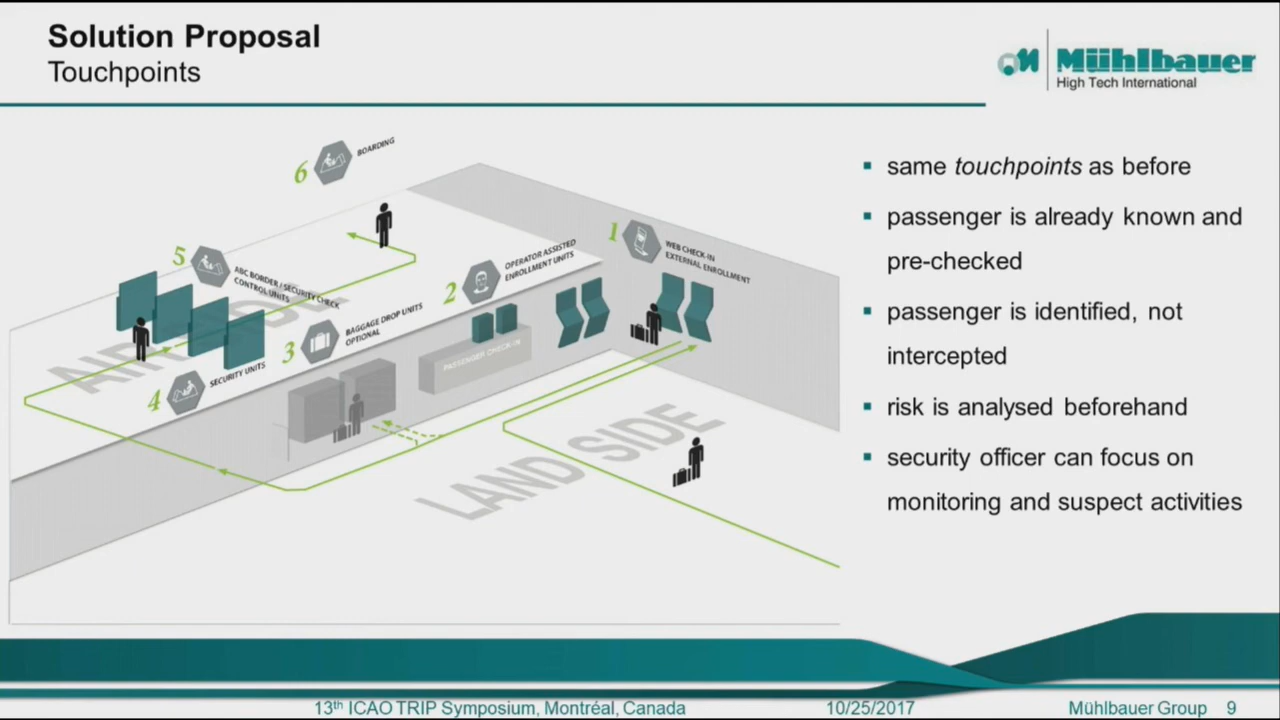 Solution Proposal
Touchpoints
Mühlbauer
High Tech International
6
BOARDING
5
ABC BORDER / SECURITY CHECK
CONTROL UNITS
4
SECURITY UNITS
3
BAGGAGE DROP UNITS
OPTIONAL
2
OPERATOR ASSISTED
ENROLLMENT UNITS
1
WEB CHECK-IN
EXTERNAL ENROLLMENT
PASSENGER CHECK-IN
LAND SIDE
same touchpoints as before
passenger is already known and
pre-checked
passenger is identified, not
intercepted
risk is analysed beforehand
security officer can focus on
monitoring and suspect activities
13th ICAO TRIP Symposium, Montréal, Canada
10/25/2017
Mühlbauer Group 9